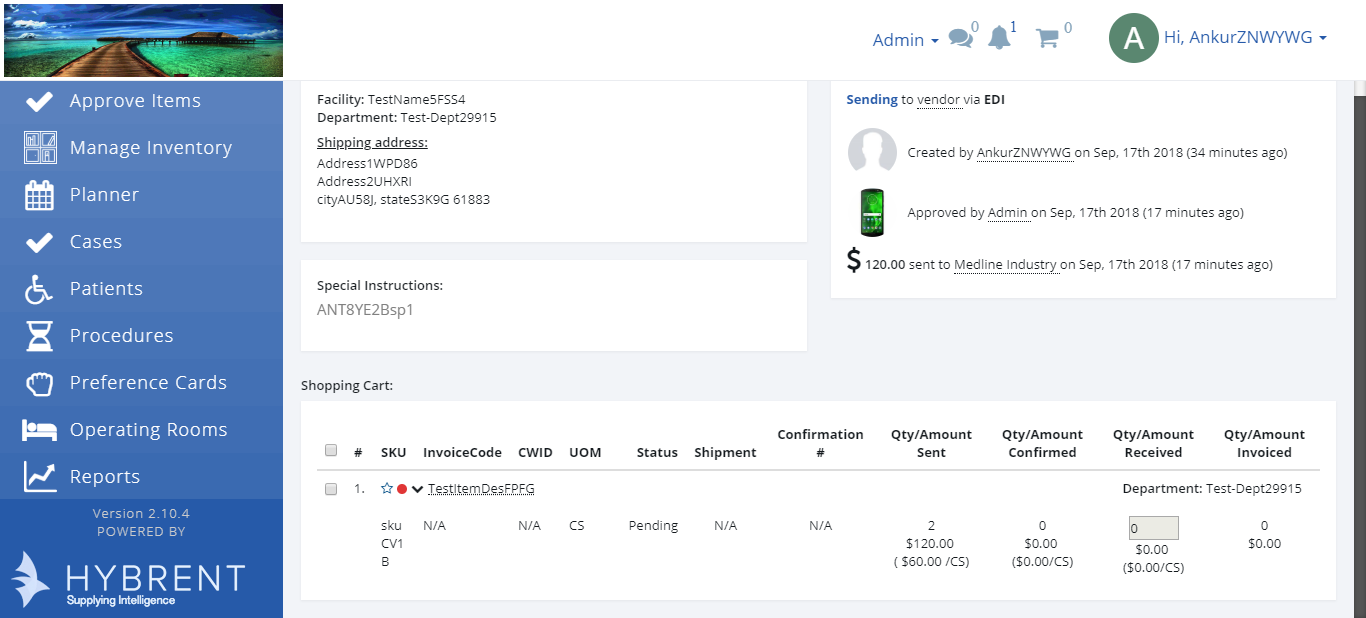 Admin
0
1
0
A
Hi, AnkurZNWYWG
Approve Items
Manage Inventory
Planner
Cases
Patients
Procedures
Preference Cards
Operating Rooms
Reports
Version 2.10.4
POWERED BY
HYBRENT
Supplying Intelligence
Facility: TestName5FSS4
Department: Test-Dept29915
Shipping address:
Address1WPD86
Address2UHXRI
cityAU58J, stateS3K9G 61883
Special Instructions:
ANT8YE2Bsp1
Sending to vendor via EDI
Created by AnkurZNWYWG on Sep, 17th 2018 (34 minutes ago)
Approved by Admin on Sep, 17th 2018 (17 minutes ago)
$ 120.00 sent to Medline Industry on Sep, 17th 2018 (17 minutes ago)
Shopping Cart:
# SKU InvoiceCode CWID UOM Status Shipment Confirmation # Qty/Amount Sent Qty/Amount Confirmed Qty/Amount Received Qty/Amount Invoiced
1. TestItemDesFPFG Department: Test-Dept29915
sku N/A N/A CS Pending N/A N/A 2 0 0 0
CV1 $120.00 $0.00 $0.00 $0.00
B ( $60.00 /CS) ($0.00/CS) ($0.00/CS)